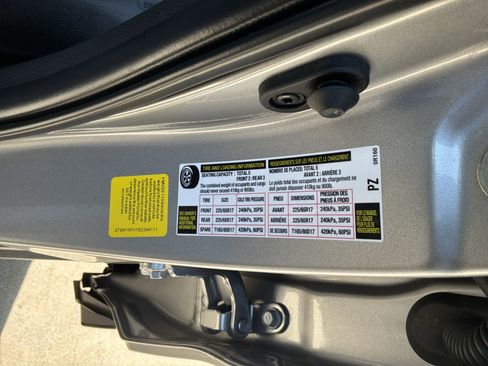 TIRE AND LOADING INFORMATION
SEATING CAPACITY TOTAL 5 FRONT 2 REAR 3
The combined weight of occupants and cargo
should never exceed 410kg or 900lbs.
TIRE SIZE COLD TIRE PRESSURE
FRONT 225/65R17 240kPa, 35PSI
REAR 225/65R17 240kPa, 35PSI
SPARE T165/80D17 420kPa, 60PSI
SEE OWNER'S
MANUAL FOR
ADDITIONAL
INFORMATION
RENSEIGNEMENTS SUR LES PNEUS ET LE CHARGEMENT
NOMBRE DE PLACES: TOTAL 5
AVANT 2 ARRIÈRE 3
Le poids total des occupants et du chargement ne
doit jamais dépasser 410kg ou 900lb.
PNEU DIMENSION PRESSION DES
PNEUS À FROID
AVANT 225/65R17 240kPa, 35PSI
ARRIÈRE 225/65R17 240kPa, 35PSI
DE SECOURS T165/80D17 420kPa, 60PSI
VOIR LE MANUEL
DE L'USAGER
POUR PLUS DE
RENSEIGNEMENTS
PZ
0R160